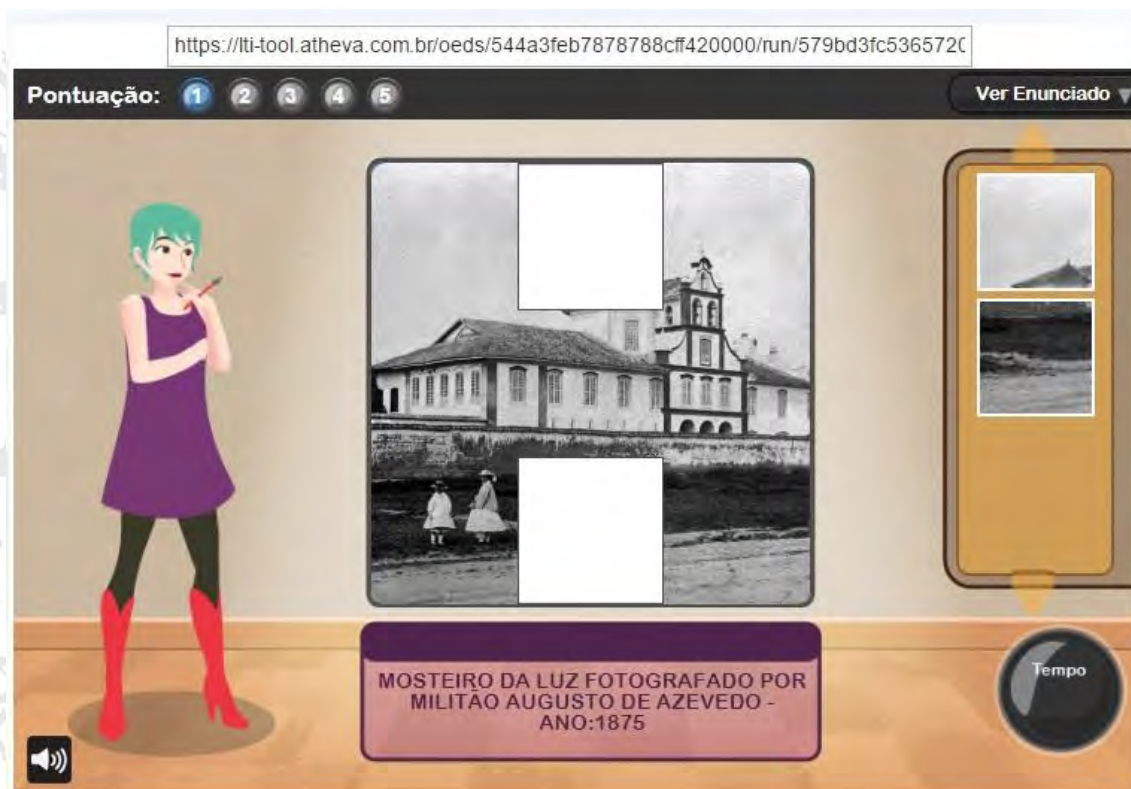 https://lti-tool.atheva.com.br/oeds/544a3feb7878788cff420000/run/579bd3fc5365720
Pontuação: 1 2 3 4 5
Ver Enunciado
MOSTEIRO DA LUZ FOTOGRAFADO POR
MILITÃO AUGUSTO DE AZEVEDO -
ANO:1875
Tempo